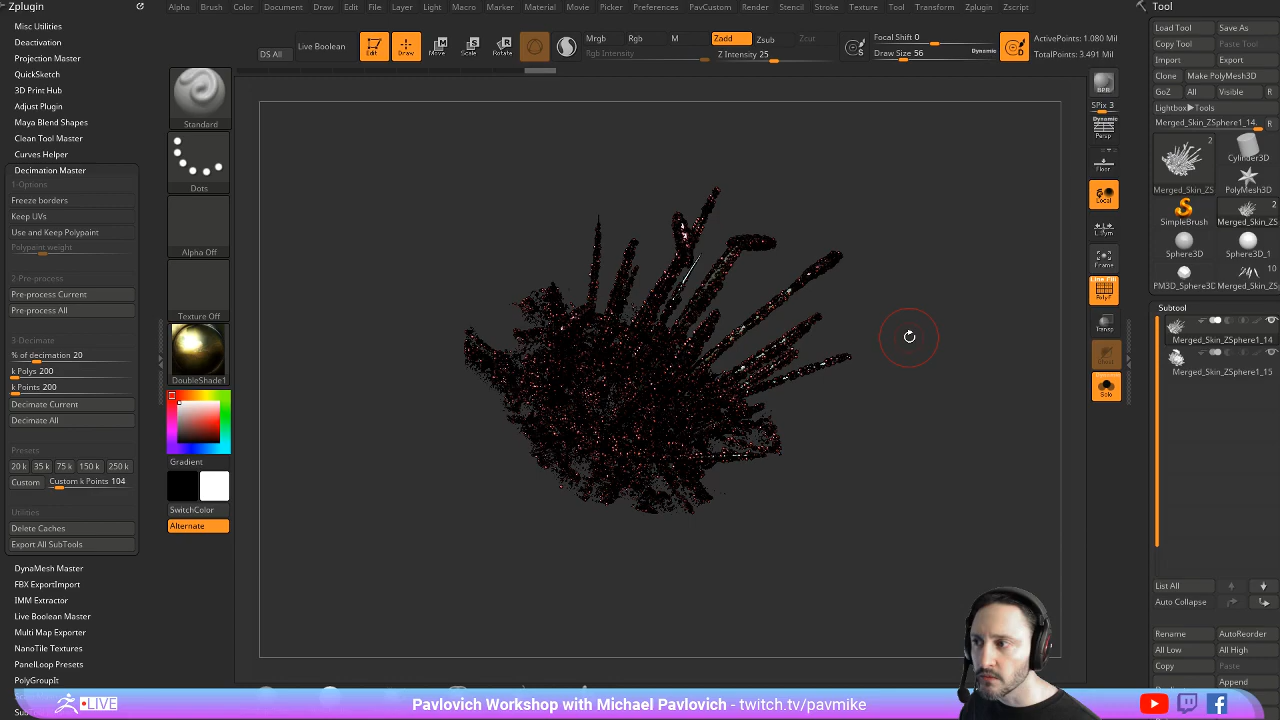 Zplugin
Alpha Brush Color Draw Edit File Layer Light Macro Marker Material Movie Picker Preferences PavCustom Render Stencil Stroke Texture Tool Transform Zplugin Zscript
Tool
Misc Utilities
Deactivation
Projection Master
QuickSketch
3D Print Hub
Adjust Plugin
Maya Blend Shapes
Clean Tool Master
Curves Helper
Decimation Master
1-Options
Freeze borders
Keep UVs
Use and Keep Polypaint
Polypaint weight
2-Pre-process
Pre-process Current
Pre-process All
3-Decimate
% of decimation 20
k Polys 200
k Points 200
Decimate Current
Decimate All
Presets
20 k 35 k 75 k 150 k 250 k
Custom Custom k Points 104
Utilities
Delete Caches
Export All SubTools
DynaMesh Master
FBX ExportImport
IMM Extractor
Live Boolean Master
Multi Map Exporter
NanoTile Textures
PanelLoop Presets
PolyGroupIt
DS All
Live Boolean
Edit
Draw
Move
Scale
Rotate
Mrgb Rgb M
Rgb Intensity
Zadd Zsub Zcut
Z Intensity 25
Focal Shift 0
Draw Size 56
Dynamic
ActivePoints: 1.080 Mil
TotalPoints: 3.491 Mil
Standard
Dots
Alpha Off
Texture Off
DoubleShade1
Gradient
SwitchColor
Alternate
BPR
SPix 3
Dynamic
Persp
Floor
Local
Frame
Line Fill
PolyF
Transp
Ghost
Dynamic
Solo
Load Tool Save As
Copy Tool Paste Tool
Import Export
Clone Make PolyMesh3D
GoZ All Visible R
Lightbox▶Tools
Merged_Skin_ZSphere1_14. R
2
Cylinder3D
Merged_Skin_ZS PolyMesh3D
2
SimpleBrush Merged_Skin_ZS
Sphere3D Sphere3D_1
10
PM3D_Sphere3D Merged_Skin_ZS
Subtool
Merged_Skin_ZSphere1_14
Merged_Skin_ZSphere1_15
List All
Auto Collapse
Rename AutoReorder
All Low All High
Copy Paste
Append
LIVE
Pavlovich Workshop with Michael Pavlovich - twitch.tv/pavmike